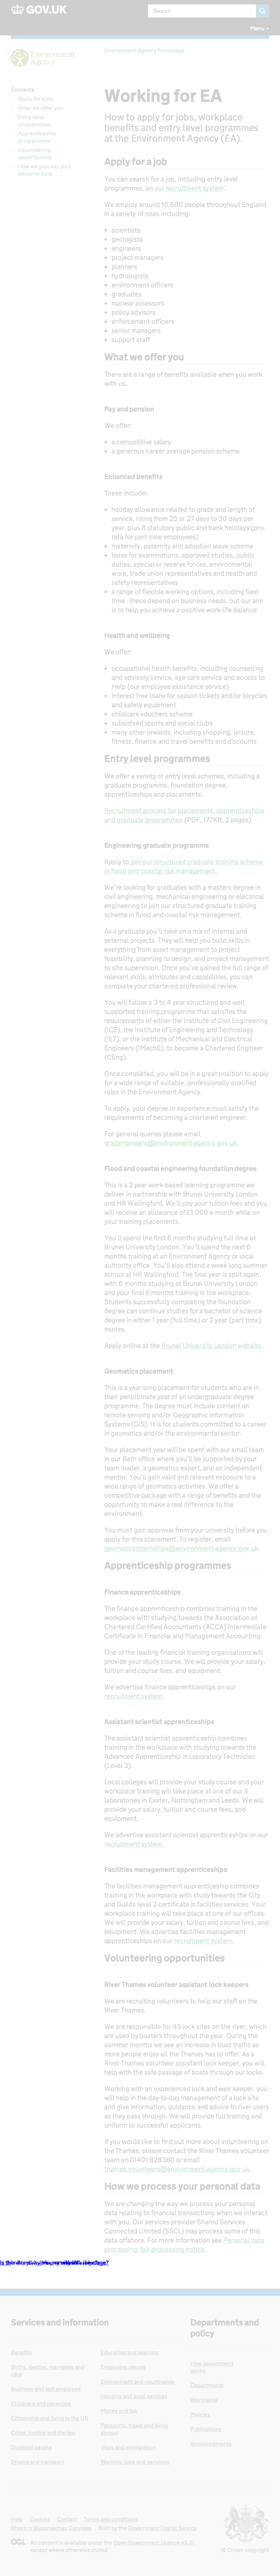 GOV.UK
Search
Menu
Environment
Agency
Environment Agency homepage
Contents
Apply for a job
What we offer you
Entry level
programmes
Apprenticeship
programmes
Volunteering
opportunities
How we process your
personal data
Working for EA
How to apply for jobs, workplace
benefits and entry level programmes
at the Environment Agency (EA).
Apply for a job
You can search for a job, including entry level
programmes, on our recruitment system.
We employ around 10,600 people throughout England
in a variety of roles including:
scientists
geologists
engineers
project managers
planners
hydrologists
environment officers
graduates
nuclear assessors
policy advisors
enforcement officers
senior managers
support staff
What we offer you
There are a range of benefits available when you work
with us.
Pay and pension
We offer:
a competitive salary
a generous career average pension scheme
Enhanced benefits
These include:
holiday allowance related to grade and length of
service, rising from 25 or 27 days to 30 days per
year, plus 8 statutory public and bank holidays (pro-
rata for part time employees)
maternity, paternity and adoption leave scheme
leave for examinations, selected courses, public
duties, special or reserve forces, environmental
work, trade union representatives and health and
safety representatives
a range of flexible working options, including flexi-
time - these depend on business needs, but our aim
is to help you achieve a positive work-life balance
Health and wellbeing
We offer:
occupational health benefits, including counselling
and advisory service, eye care service and access to
Help (our employee assistance service)
interest free loans for season tickets and/or bicycles
and safety equipment
childcare vouchers scheme
subsidised sports and social clubs
many other rewards, including shopping, leisure,
fitness, finance and travel benefits and discounts
Entry level programmes
We offer a variety of entry level schemes, including a
graduate programme, foundation degree,
apprenticeships and placements.
Recruitment process for placements, apprenticeships
and graduate programmes (PDF, 177KB, 2 pages)
Engineering graduate programme
Apply to join our structured graduate training scheme
in flood and coastal risk management.
We're looking for graduates with a masters degree in
civil engineering, mechanical engineering or electrical
engineering to join our structured graduate training
scheme in flood and coastal risk management.
As a graduate you'll take on a mix of internal and
external projects. They will help you build skills in
everything from asset management to feasibility
planning, and detailed design to project management
to supervision. Once you've gained the full range of
relevant skills, attributes and capabilities, you can
complete your fully chartered professional review.
You will follow a 3 to 4 year structured and well
supported training programme that satisfies the
requirements of either the Institute of Civil Engineering
(ICE), the Institute of Engineering and Technology
(IET), or the Institute of Mechanical and Electrical
Engineers (IMechE), to become a Chartered Engineer
(CEng).
Once completed, you will be in a great position to apply
for a wide range of suitable, professionally qualified
roles in the Environment Agency.
To apply, your degree or experience must satisfy the
requirements of becoming a chartered engineer.
For general queries please email
gradengineers@environment-agency.gov.uk.
Flood and coastal engineering foundation degree
This is a 2 year work-based learning programme we
deliver in partnership with Brunel University London
and HR Wallingford. We'll pay your tuition fees and you
will receive an allowance of £1,000 a month while on
your training placements.
You'll spend the first 6 months studying full time at
Brunel University London. You'll spend the next 6
months training at an Environment Agency or local
authority office. You'll also attend a week long summer
school at HR Wallingford. The final year is split again,
with 6 months studying at Brunel University London
and your final 6 months training in the workplace.
Students successfully completing the foundation
degree can continue studies for a science degree in
either 1 year (full time) or 2 year (part time)
modes.
Apply online at the Brunel University London website.
Geomatics placement
This is a year-long placement for students who are in
their third year of an undergraduate degree or
masters degree. The degree must include content on
remote sensing and/or Geographic Information
Systems (GIS). It is for students looking to a career
in geomatics and/or the environmental sector.
Your placement year will be spent with our small team
in our Bath office where you'll be supported by your
team leader, a geomatics expert, and an independent
mentor. You'll gain valid and relevant exposure to a
wide range of geomatics activities. We offer a
competitive package and a range of benefits and the
opportunity to make a real difference to the
environment.
You must gain approval from your university before you
apply for this placement. To register, email
geomaticsinternships@environment-agency.gov.uk.
Apprenticeship programmes
Finance apprenticeships
The finance apprenticeship combines training in the
workplace with studying towards the Association of
Chartered Certified Accountants (ACCA) Intermediate
Certificate in Financial and Management Accounting.
One of the leading financial training organisations will
provide your study course. We will provide your salary,
tuition and course fees, and equipment.
We advertise finance apprenticeships on our
recruitment system.
Assistant scientist apprenticeships
The assistant scientist apprenticeship combines
training in the workplace with studying towards the
Advanced Apprenticeship in Laboratory Technician
(Level 3).
Local colleges will provide your study course and your
workplace training will take place at one of our 3
laboratories in Exeter, Nottingham and Leeds. We will
provide your salary, tuition and course fees, and
equipment.
We advertise assistant scientist apprenticeships on our
recruitment system.
Facilities management apprenticeships
The facilities management apprenticeship combines
training in the workplace with study towards the City
and Guilds level 2 certificate in facilities services. Your
workplace training will take place at one of our offices.
We will provide your salary, tuition and course fees, and
equipment. We advertise facilities management
apprenticeships on our recruitment system.
Volunteering opportunities
River Thames volunteer assistant lock keepers
We are recruiting volunteers to help our staff on the
River Thames.
We are responsible for 45 lock sites on the river, which
are used by boaters throughout the year. During the
summer months we see an increase in boat traffic as
more people enjoy all the Thames has to offer. As a
River Thames volunteer assistant lock keeper, you will
help with the safe passage of boats through our locks.
Working with an experienced lock and weir keeper, you
will play a key role in maintaining the lock and its site
and give information, guidance and advice to river users
as they pass through. We will provide full training and
uniform to successful applicants.
If you would like to find out more about volunteering on
the Thames, please contact the River Thames volunteer
team on 01491 828360 or email
thames.volunteers@environment-agency.gov.uk.
How we process your personal data
We are changing the way we process your personal
data relating to financial transactions when the
Government Shared Services Connected Limited
(SSCL) may process some of this data. For more
information see Personal data
processing: fair processing notice.
Services and information
Benefits
Births, deaths, marriages and
care
Business and self-employed
Childcare and parenting
Citizenship and living in the UK
Crime, justice and the law
Disabled people
Driving and transport
Education and learning
Employing people
Environment and countryside
Housing and local services
Money and tax
Passports, travel and living
abroad
Visas and immigration
Working, jobs and pensions
Departments and
policy
How government
works
Departments
Worldwide
Policies
Publications
Announcements
Help Cookies Contact Terms and conditions
Rhestr o Wasanaethau Cymraeg Built by the Government Digital Service
OGL All content is available under the Open Government Licence v3.0,
except where otherwise stated
© Crown copyright